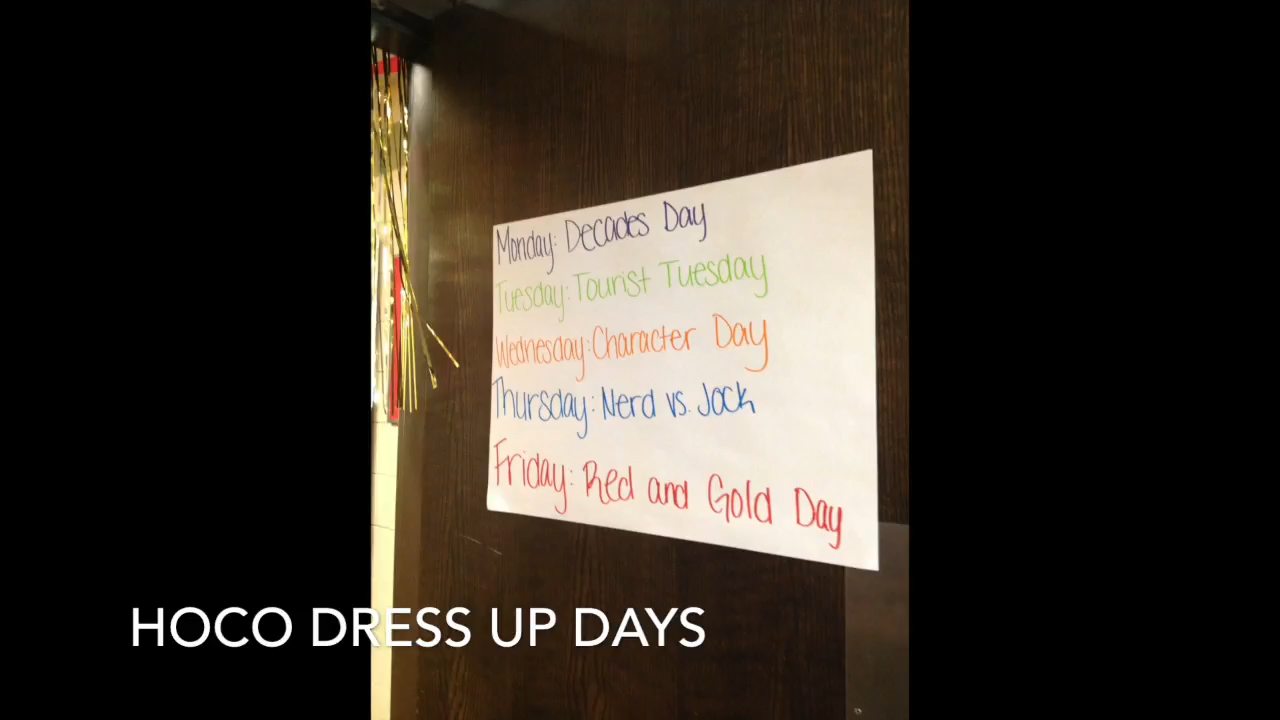 Monday: Decades Day
Tuesday: Tourist Tuesday
Wednesday: Character Day
Thursday: Nerd vs. Jock
Friday: Red and Gold Day
HOCO DRESS UP DAYS